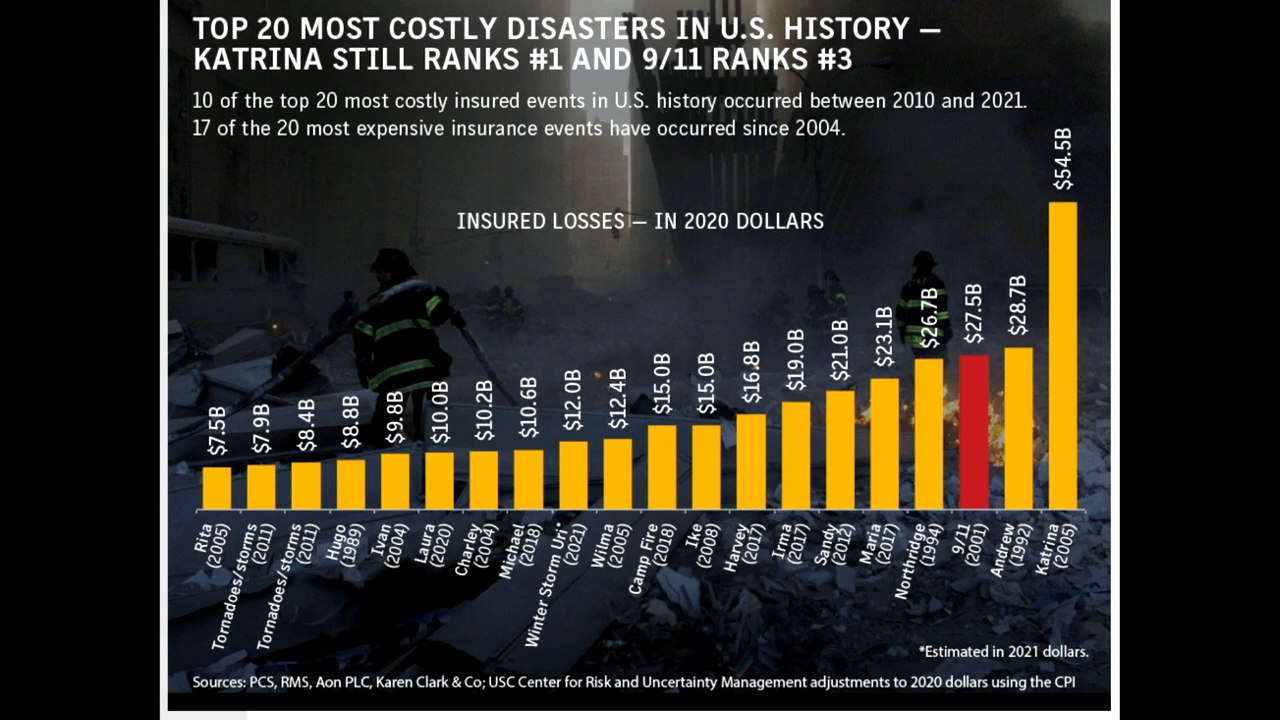 TOP 20 MOST COSTLY DISASTERS IN U.S. HISTORY —
KATRINA STILL RANKS #1 AND 9/11 RANKS #3
10 of the top 20 most costly insured events in U.S. history occurred between 2010 and 2021.
17 of the 20 most expensive insurance events have occurred since 2004.
INSURED LOSSES — IN 2020 DOLLARS
$7.5B
$7.9B
$8.4B
$8.8B
$9.8B
$10.0B
$10.2B
$10.6B
$12.0B
$12.4B
$15.0B
$15.0B
$16.8B
$19.0B
$21.0B
$23.1B
$26.7B
$27.5B
$28.7B
$54.5B
Rita
(2005)
Tornadoes/storms
(2011)
Tornadoes/storms
(2011)
Hugo
(1989)
Ivan
(2004)
Laura
(2020)
Charley
(2004)
Michael
(2018)
Winter Storm Uri*
(2021)
Wilma
(2005)
Camp Fire
(2018)
Ike
(2008)
Harvey
(2017)
Irma
(2017)
Sandy
(2012)
Maria
(2017)
Northridge
(1994)
9/11
(2001)
Andrew
(1992)
Katrina
(2005)
*Estimated in 2021 dollars.
Sources: PCS, RMS, Aon PLC, Karen Clark & Co; USC Center for Risk and Uncertainty Management adjustments to 2020 dollars using the CPI